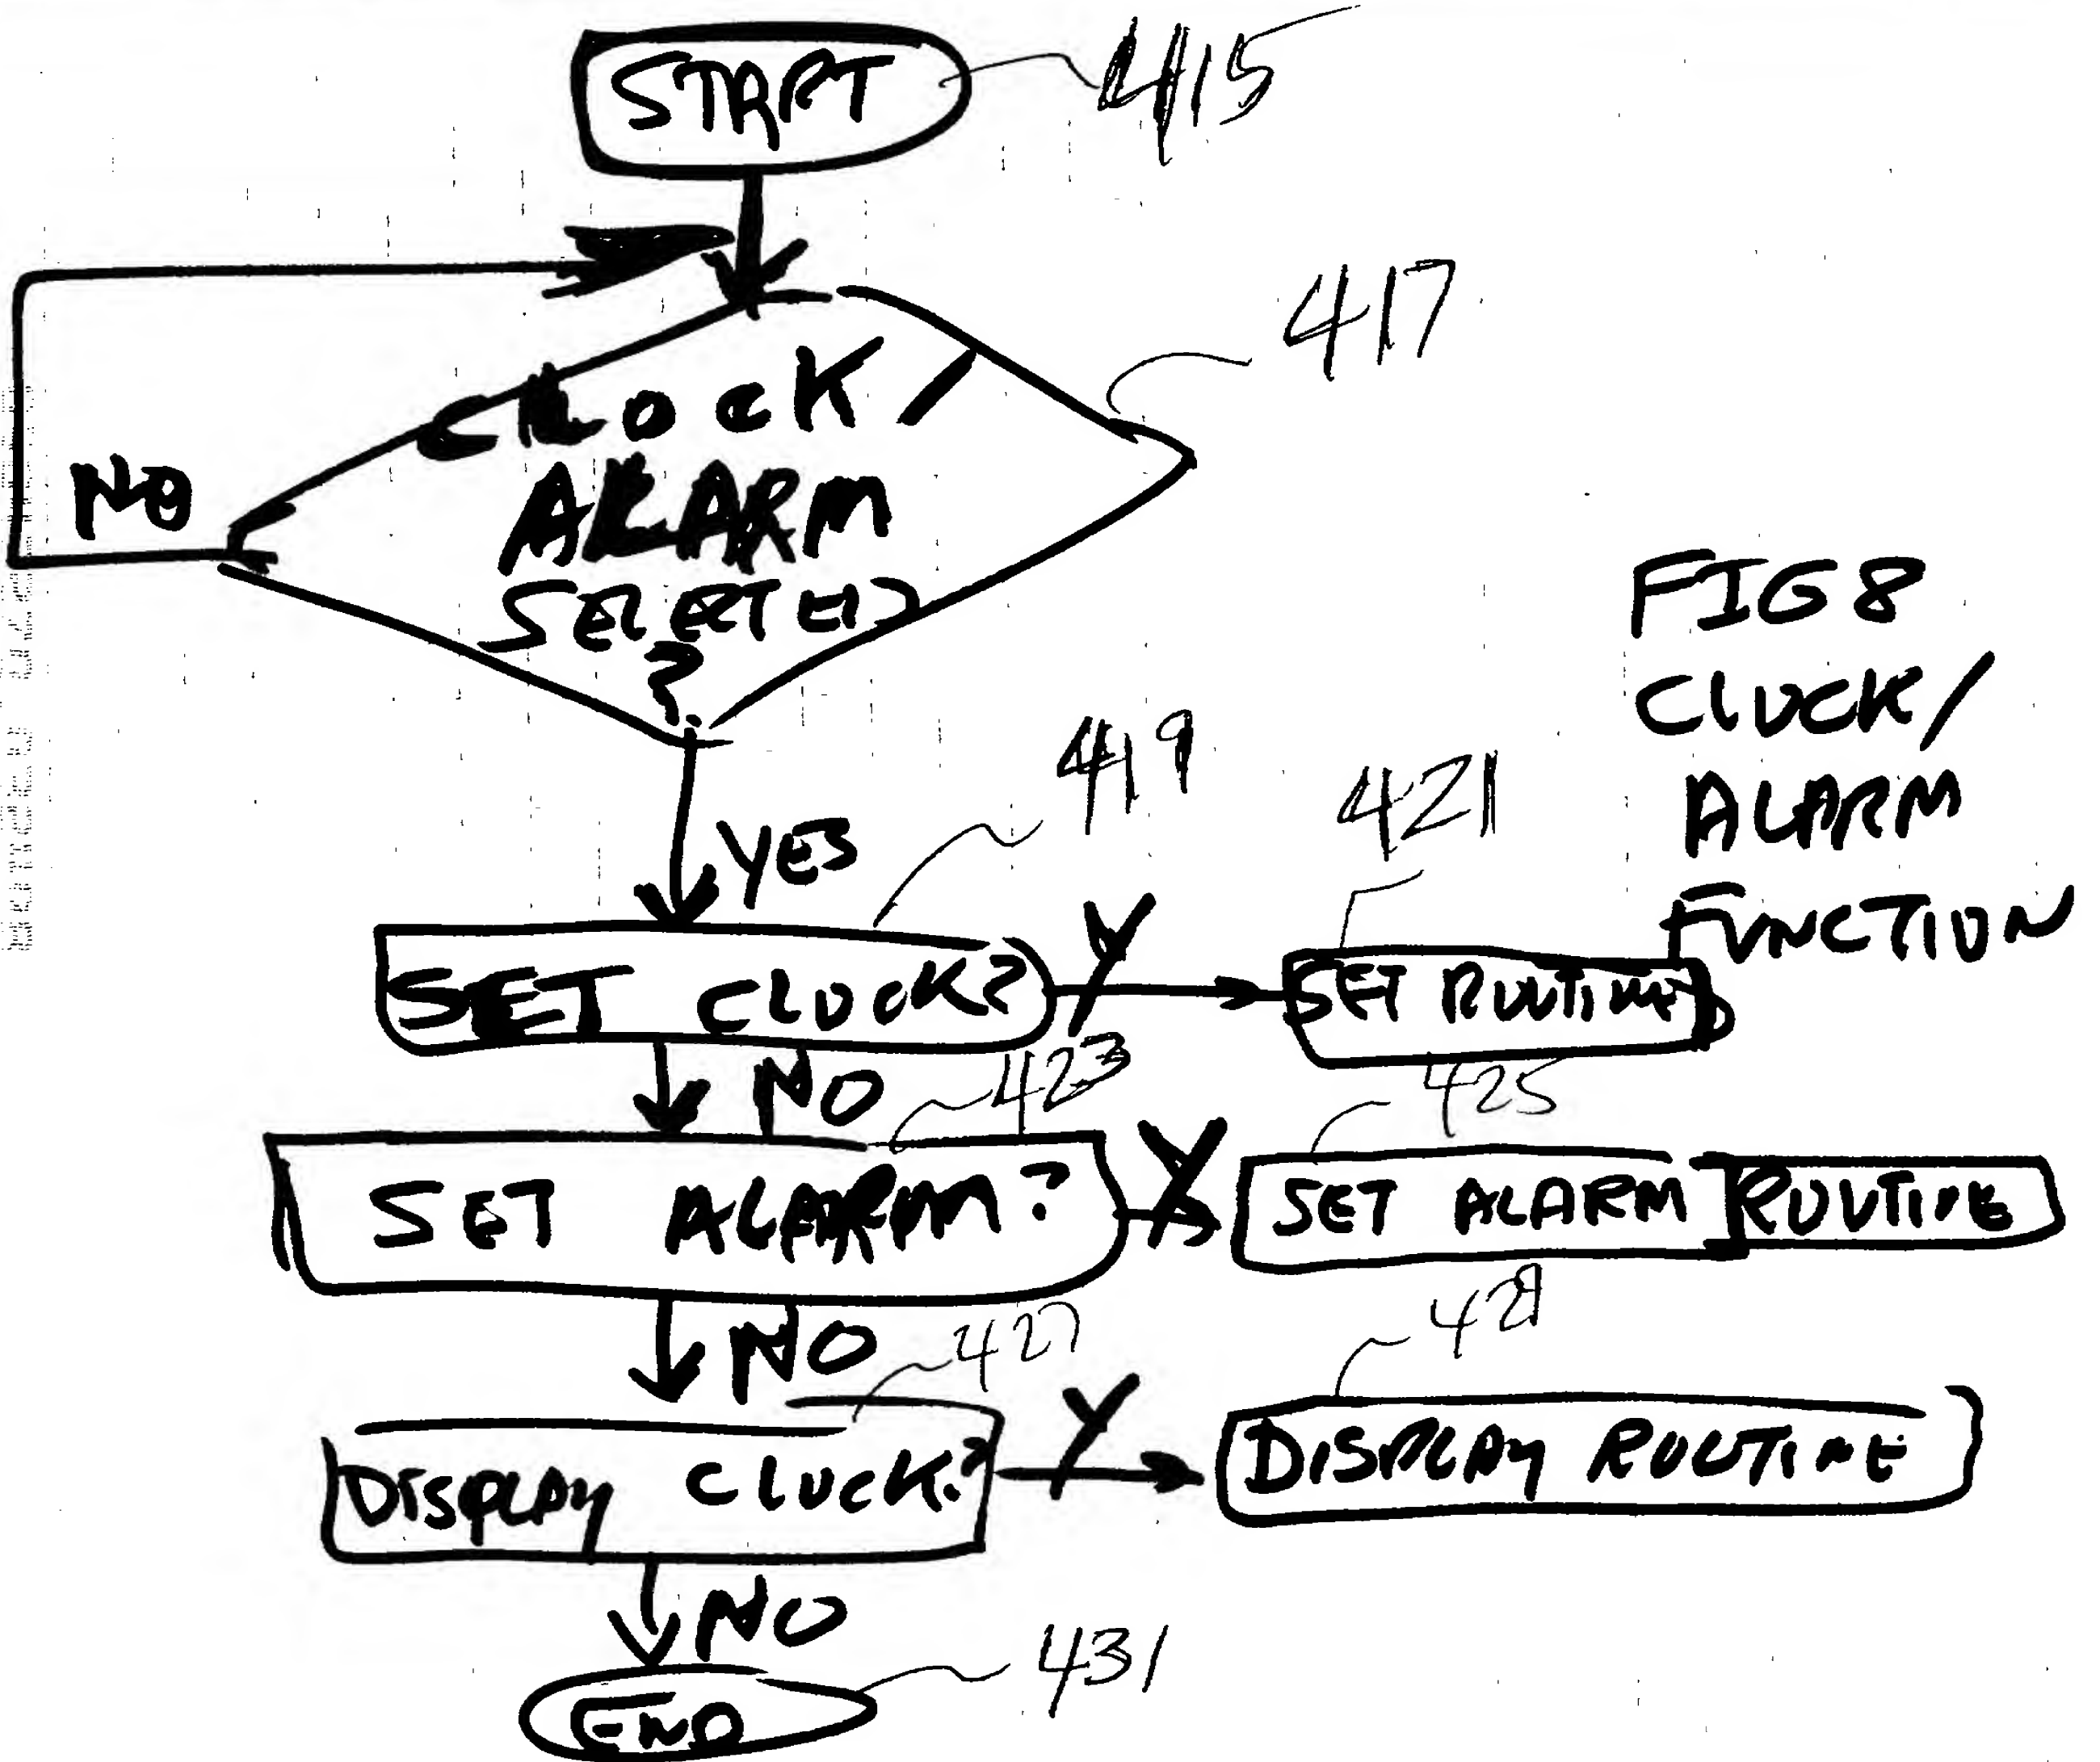 START
415
417
CLOCK/
ALARM
SELECTED
?
NO
FIG 8
CLOCK/
ALARM
FUNCTION
419
421
YES
SET CLOCK?
Y
SET ROUTINE
NO
423
425
SET ALARM?
Y
SET ALARM ROUTINE
NO
427
429
DISPLAY CLOCK?
Y
DISPLAY ROUTINE
NO
431
END